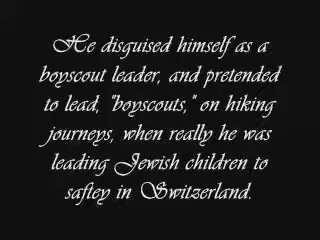 He disguised himself as a
boyscout leader, and pretended
to lead, "boyscouts," on hiking
journeys, when really he was
leading Jewish children to
saftey in Switzerland.